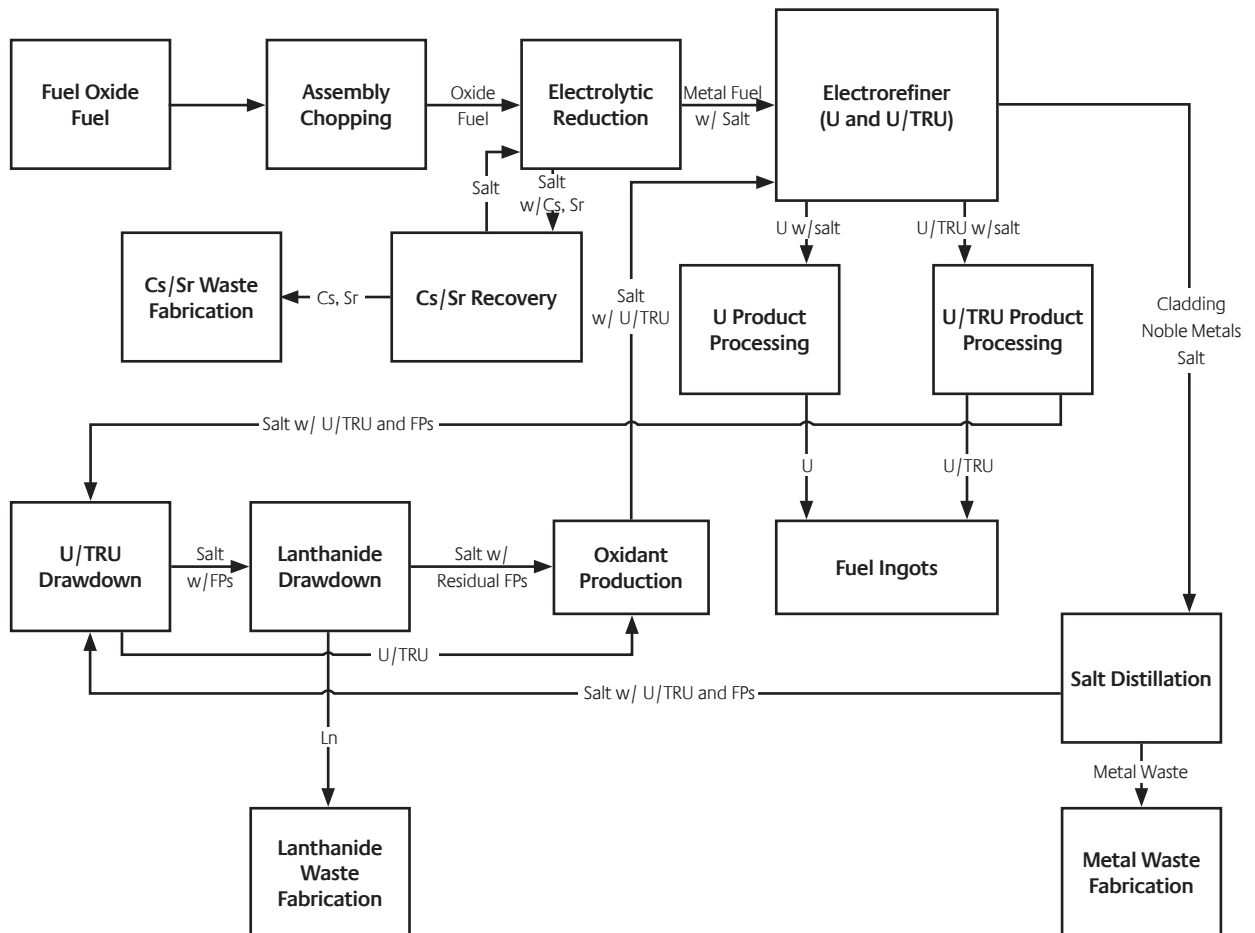 Fuel Oxide
Fuel
Assembly
Chopping
Oxide
Fuel
Electrolytic
Reduction
Metal Fuel
w/ Salt
Electrorefiner
(U and U/TRU)
Salt
Salt
w/Cs, Sr
U w/salt
U/TRU w/salt
Cs/Sr Waste
Fabrication
Cs, Sr
Cs/Sr Recovery
Salt
w/ U/TRU
U Product
Processing
U/TRU Product
Processing
Cladding
Noble Metals
Salt
Salt w/ U/TRU and FPs
U
U/TRU
U/TRU
Drawdown
Salt
w/FPs
Lanthanide
Drawdown
Salt w/
Residual FPs
Oxidant
Production
Fuel Ingots
U/TRU
Salt w/ U/TRU and FPs
Salt Distillation
Ln
Metal Waste
Lanthanide
Waste
Fabrication
Metal Waste
Fabrication